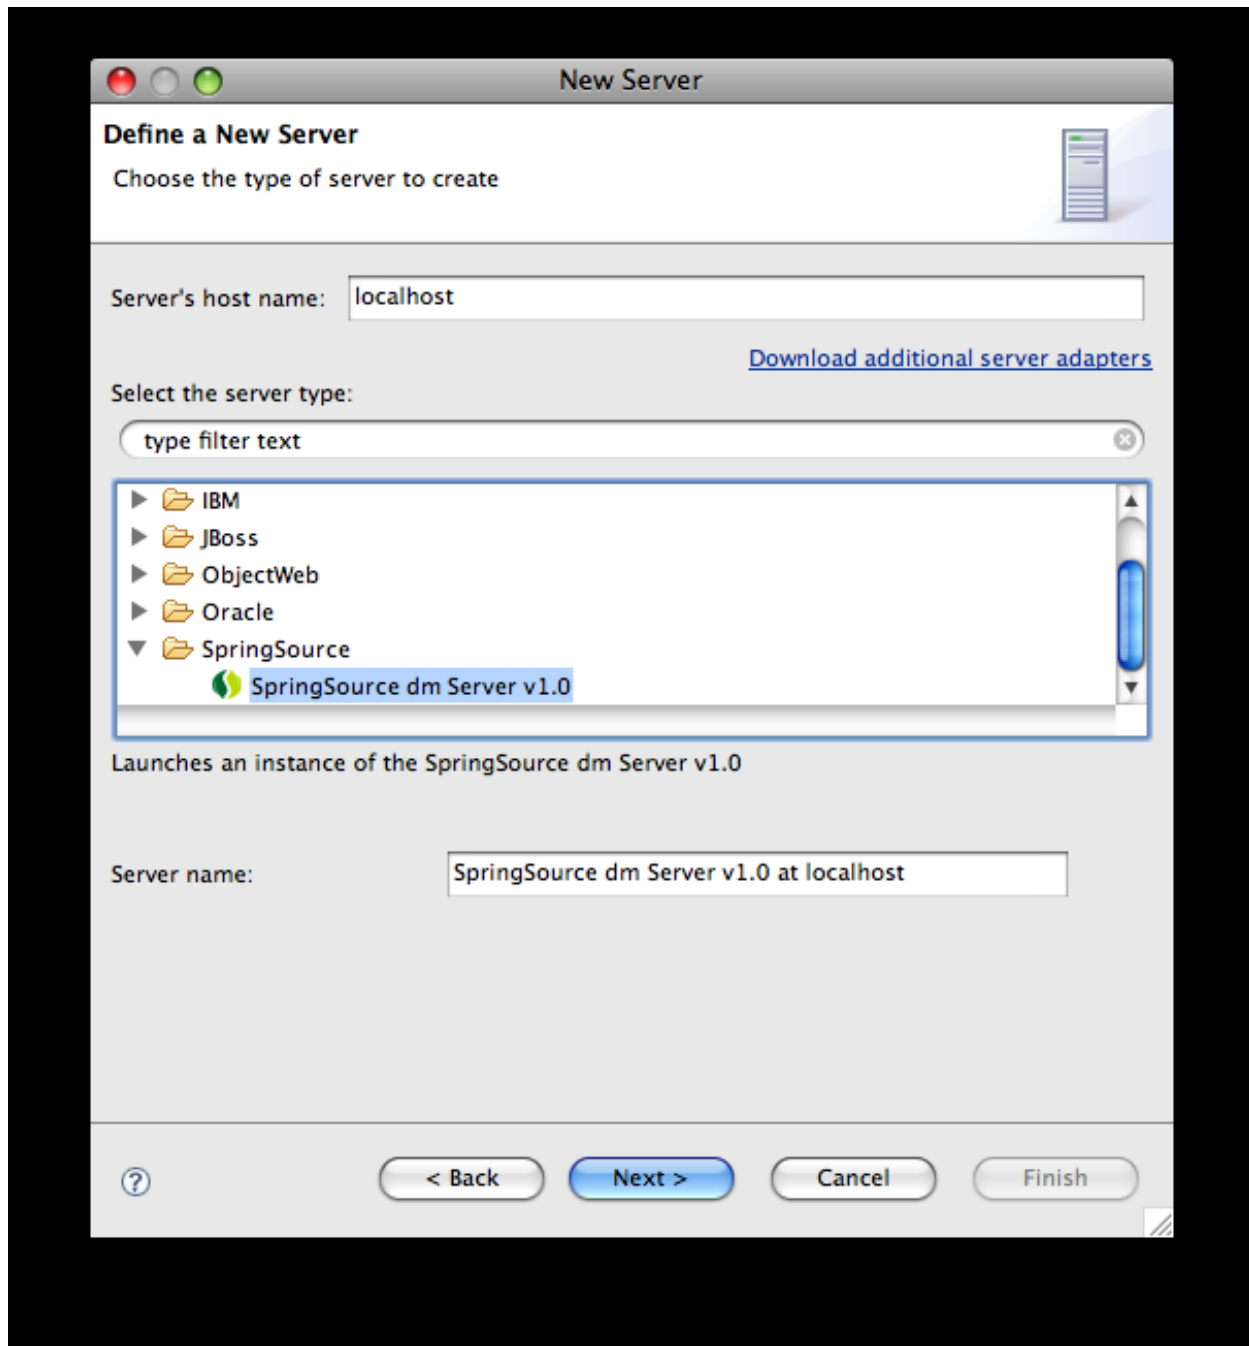 New Server
Define a New Server
Choose the type of server to create
Server's host name: localhost
Download additional server adapters
Select the server type:
type filter text
IBM
JBoss
ObjectWeb
Oracle
SpringSource
SpringSource dm Server v1.0
Launches an instance of the SpringSource dm Server v1.0
Server name: SpringSource dm Server v1.0 at localhost
? < Back Next > Cancel Finish